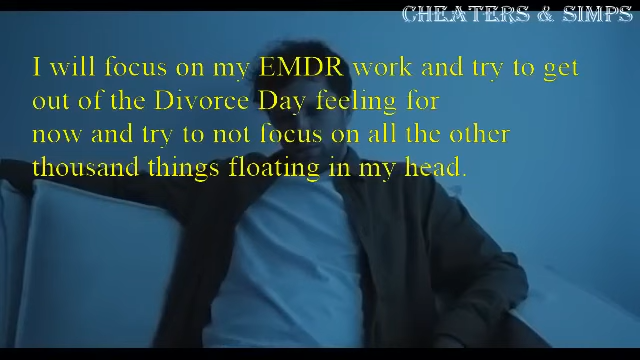 CHEATERS & SIMPS
I will focus on my EMDR work and try to get
out of the Divorce Day feeling for
now and try to not focus on all the other
thousand things floating in my head.